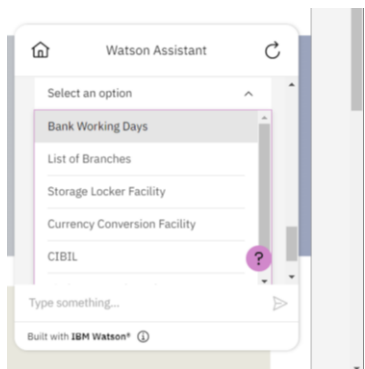 Watson Assistant
Select an option
Bank Working Days
List of Branches
Storage Locker Facility
Currency Conversion Facility
CIBIL
?
Type something...
Built with IBM Watson®